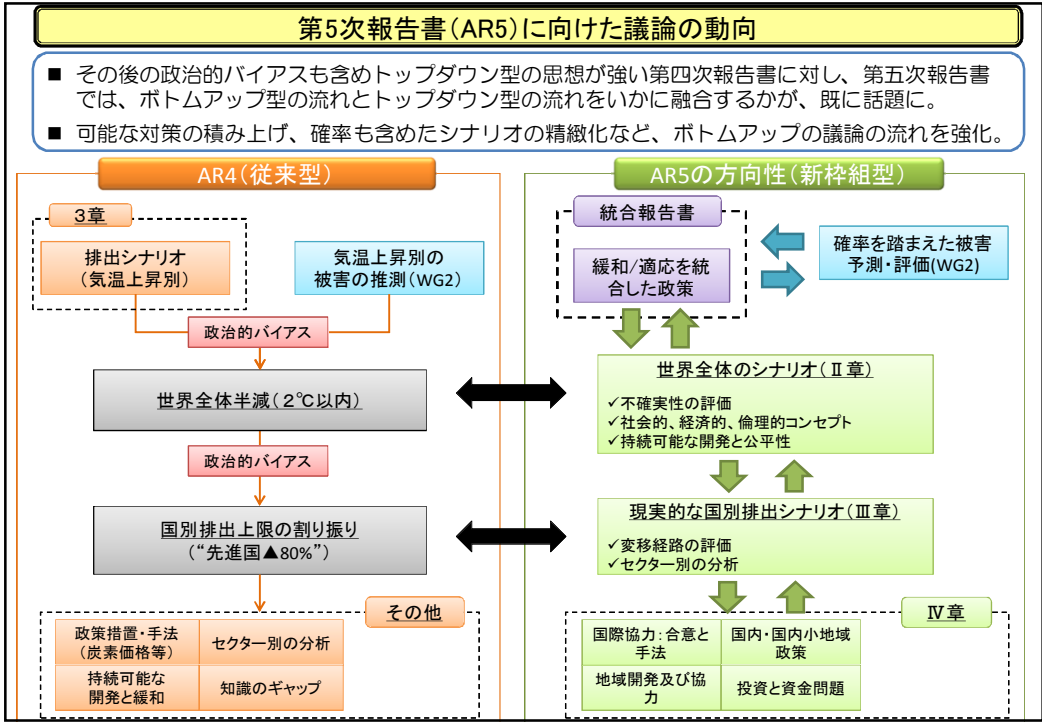 第5次報告書(AR5)に向けた議論の動向
■ その後の政治的バイアスも含めトップダウン型の思想が強い第四次報告書に対し、第五次報告書
では、ボトムアップ型の流れとトップダウン型の流れをいかに融合するかが、既に話題に。
■ 可能な対策の積み上げ、確率も含めたシナリオの精緻化など、ボトムアップの議論の流れを強化。
AR4(従来型)
3章
排出シナリオ
(気温上昇別)
気温上昇別の
被害の推測(WG2)
政治的バイアス
世界全体半減(2℃以内)
政治的バイアス
国別排出上限の割り振り
(“先進国▲80%”)
その他
政策措置・手法
(炭素価格等)
セクター別の分析
持続可能な
開発と緩和
知識のギャップ
AR5の方向性(新枠組型)
統合報告書
緩和/適応を統
合した政策
確率を踏まえた被害
予測・評価(WG2)
世界全体のシナリオ(Ⅱ章)
✓不確実性の評価
✓社会的、経済的、倫理的コンセプト
✓持続可能な開発と公平性
現実的な国別排出シナリオ(Ⅲ章)
✓変移経路の評価
✓セクター別の分析
Ⅳ章
国際協力:合意と
手法
国内・国内小地域
政策
地域開発及び協
力
投資と資金問題